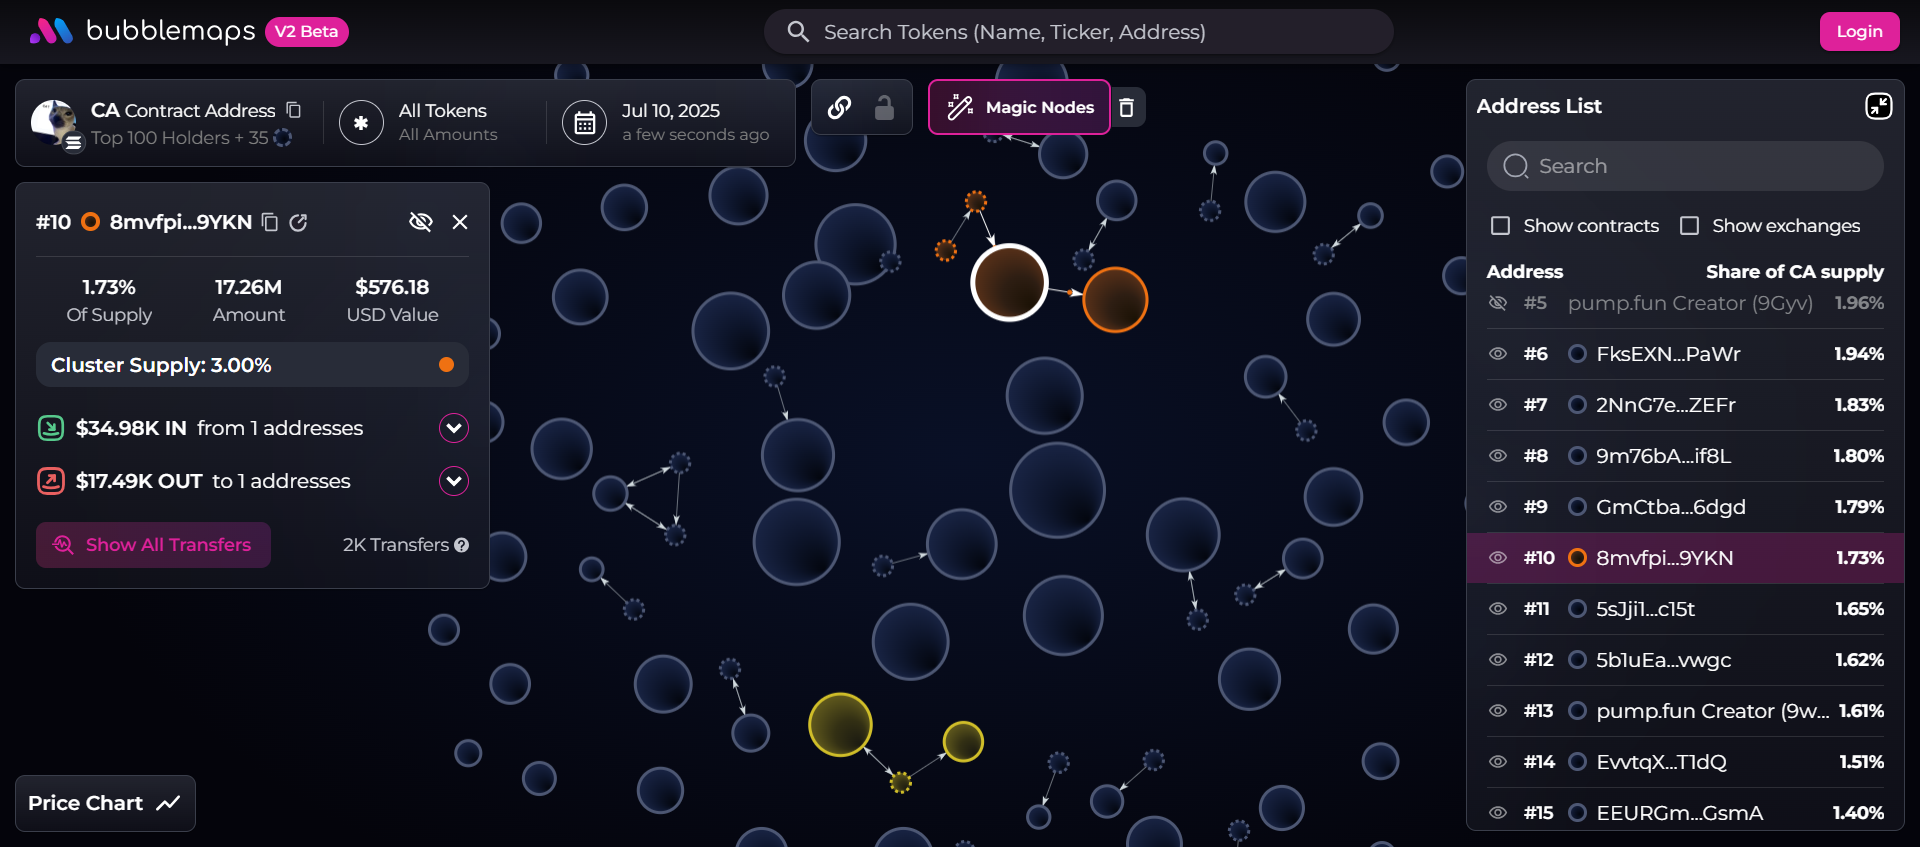 bubblemaps V2 Beta
Search Tokens (Name, Ticker, Address)
Login
CA Contract Address
Top 100 Holders + 35
All Tokens
All Amounts
Jul 10, 2025
a few seconds ago
Magic Nodes
#10 8mvfpi...9YKN
1.73% 17.26M $576.18
Of Supply Amount USD Value
Cluster Supply: 3.00%
$34.98K IN from 1 addresses
$17.49K OUT to 1 addresses
Show All Transfers 2K Transfers ?
Price Chart
Address List
Search
Show contracts Show exchanges
Address Share of CA supply
#5 pump.fun Creator (9Gyv) 1.96%
#6 FksEXN...PaWr 1.94%
#7 2NnG7e...ZEFr 1.83%
#8 9m76bA...if8L 1.80%
#9 GmCtba...6dgd 1.79%
#10 8mvfpi...9YKN 1.73%
#11 5sJji1...c15t 1.65%
#12 5b1uEa...vwgc 1.62%
#13 pump.fun Creator (9w... 1.61%
#14 EvvtqX...T1dQ 1.51%
#15 EEURGm...GsmA 1.40%